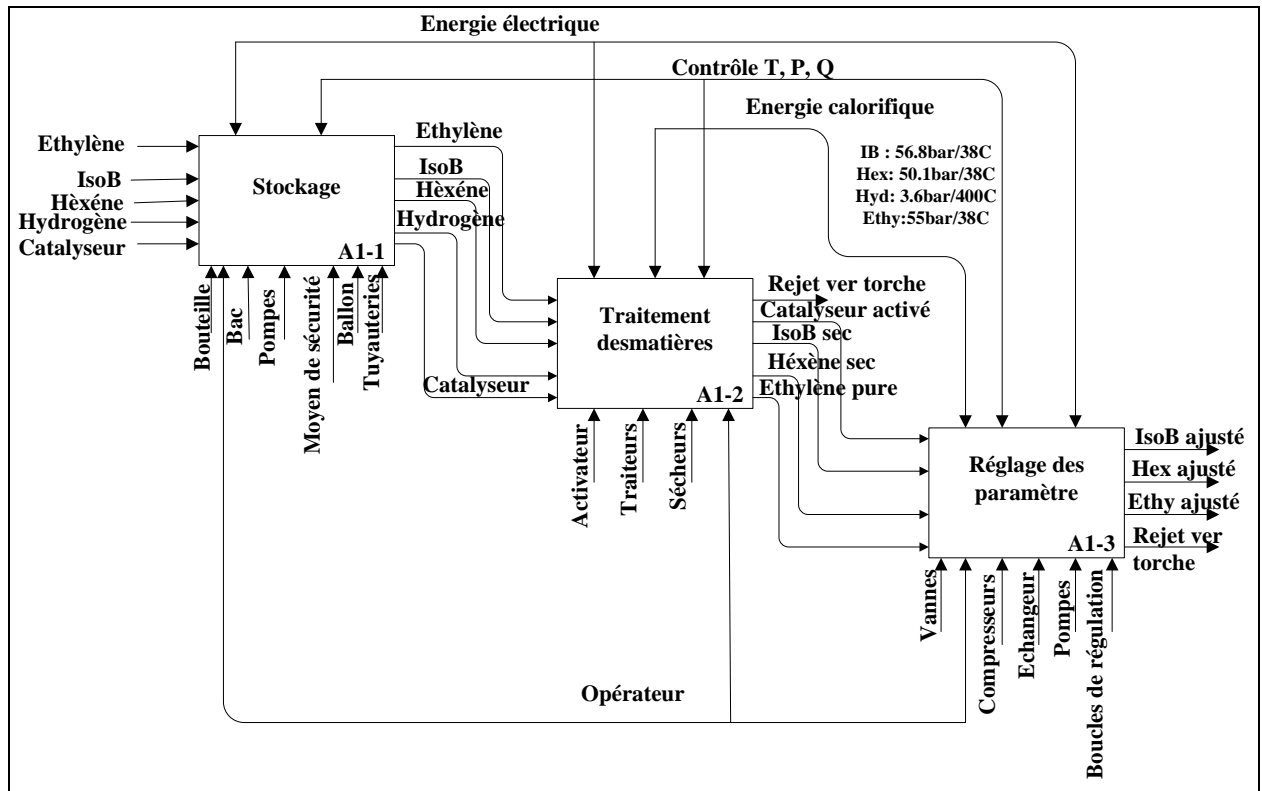 Energie électrique
Contrôle T, P, Q
Energie calorifique
IB : 56.8bar/38C
Hex: 50.1bar/38C
Hyd: 3.6bar/400C
Ethy:55bar/38C
Ethylène
IsoB
Hèxéne
Hydrogène
Catalyseur
Stockage
A1-1
Ethylène
IsoB
Hèxéne
Hydrogène
Catalyseur
Bouteille
Bac
Pompes
Moyen de sécurité
Ballon
Tuyauteries
Traitement
desmatières
A1-2
Rejet ver torche
Catalyseur activé
IsoB sec
Héxène sec
Ethylène pure
Activateur
Traiteurs
Sécheurs
Réglage des
paramètre
A1-3
IsoB ajusté
Hex ajusté
Ethy ajusté
Rejet ver
torche
Vannes
Compresseurs
Echangeur
Pompes
Boucles de régulation
Opérateur